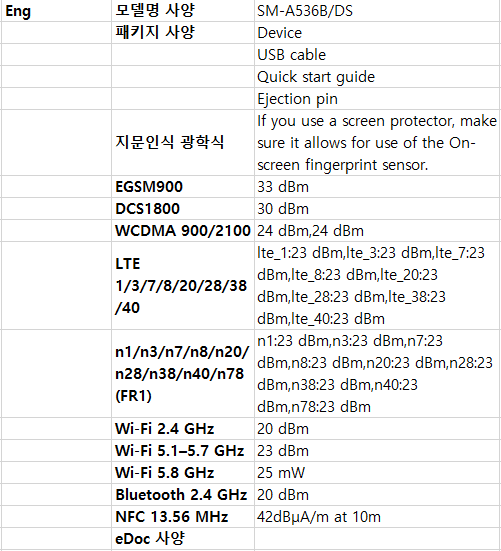 Eng 모델명 사양 SM-A536B/DS
패키지 사양 Device
USB cable
Quick start guide
Ejection pin
지문인식 광학식 If you use a screen protector, make
sure it allows for use of the On-
screen fingerprint sensor.
EGSM900 33 dBm
DCS1800 30 dBm
WCDMA 900/2100 24 dBm,24 dBm
LTE
1/3/7/8/20/28/38
/40
lte_1:23 dBm,lte_3:23 dBm,lte_7:23
dBm,lte_8:23 dBm,lte_20:23
dBm,lte_28:23 dBm,lte_38:23
dBm,lte_40:23 dBm
n1/n3/n7/n8/n20/
n28/n38/n40/n78
(FR1)
n1:23 dBm,n3:23 dBm,n7:23
dBm,n8:23 dBm,n20:23 dBm,n28:23
dBm,n38:23 dBm,n40:23
dBm,n78:23 dBm
Wi-Fi 2.4 GHz 20 dBm
Wi-Fi 5.1–5.7 GHz 23 dBm
Wi-Fi 5.8 GHz 25 mW
Bluetooth 2.4 GHz 20 dBm
NFC 13.56 MHz 42dBµA/m at 10m
eDoc 사양